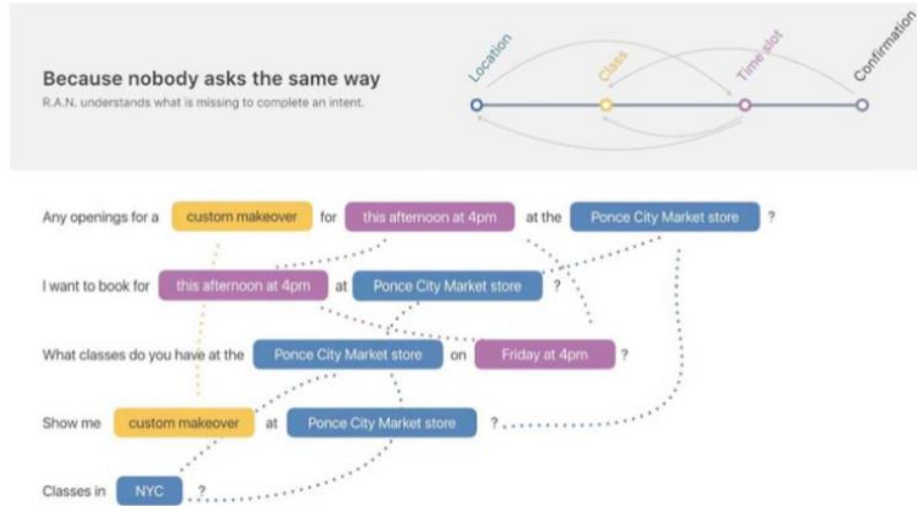 Because nobody asks the same way
R.A.N. understands what is missing to complete an intent.
Location
Class
Time slot
Confirmation
Any openings for a custom makeover for this afternoon at 4pm at the Ponce City Market store ?
I want to book for this afternoon at 4pm at Ponce City Market store ?
What classes do you have at the Ponce City Market store on Friday at 4pm ?
Show me custom makeover at Ponce City Market store ?
Classes in NYC ?